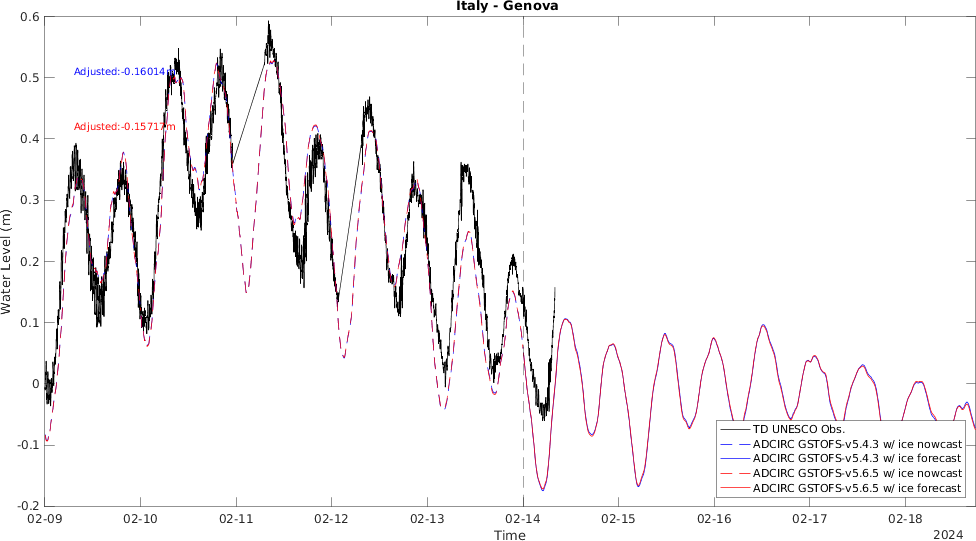 Italy - Genova
0.6
0.5
0.4
0.3
0.2
0.1
0
-0.1
-0.2
Water Level (m)
Adjusted:-0.16014m
Adjusted:-0.15717m
TD UNESCO Obs.
ADCIRC GSTOFS-v5.4.3 w/ ice nowcast
ADCIRC GSTOFS-v5.4.3 w/ ice forecast
ADCIRC GSTOFS-v5.6.5 w/ ice nowcast
ADCIRC GSTOFS-v5.6.5 w/ ice forecast
02-09 02-10 02-11 02-12 02-13 02-14 02-15 02-16 02-17 02-18
Time
2024